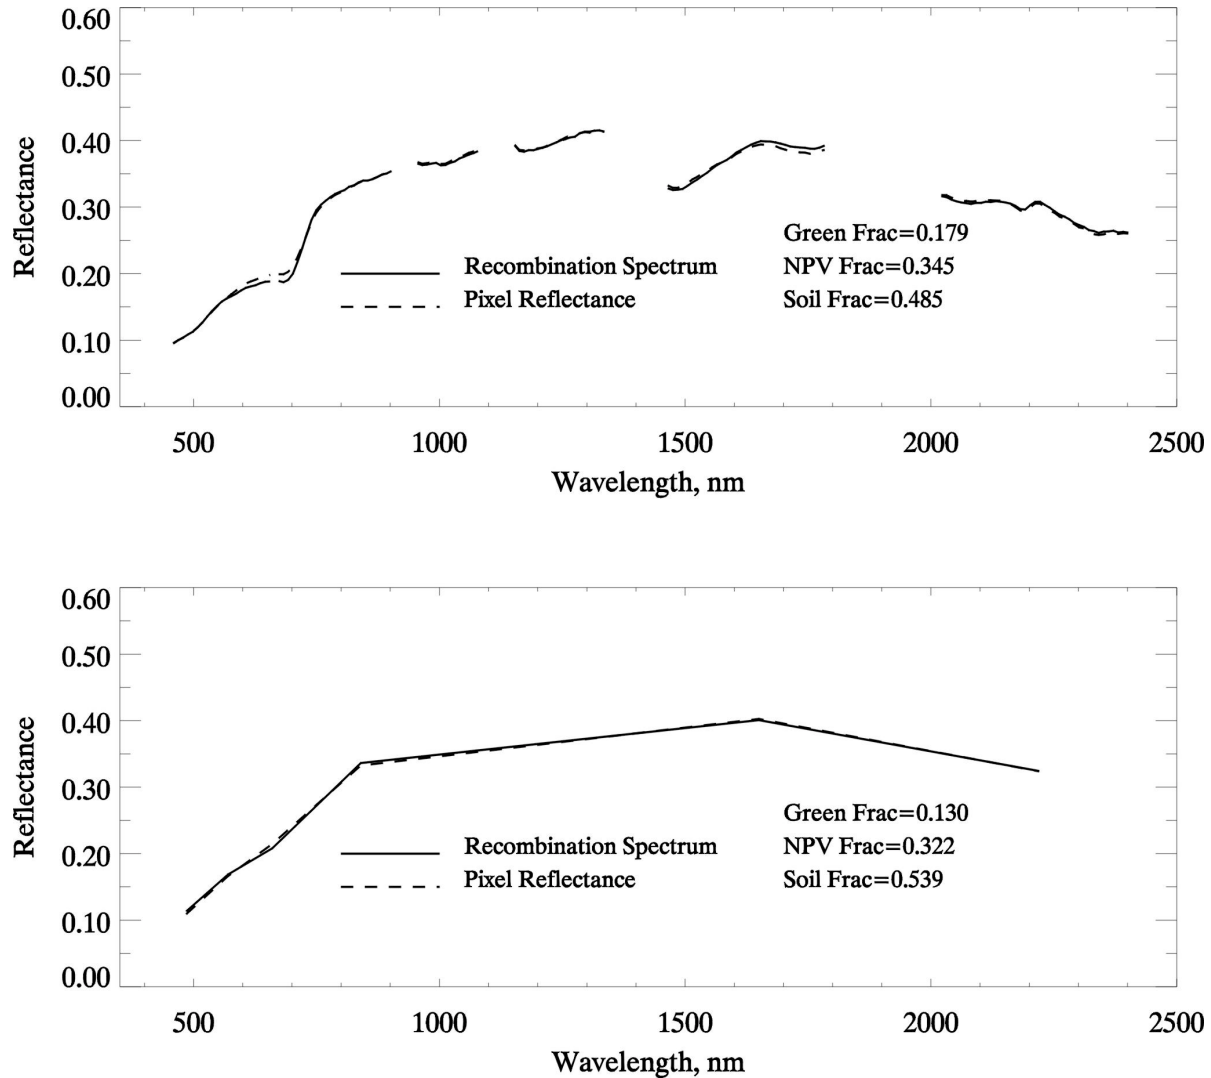 0.60
0.50
0.40
0.30
0.20
0.10
0.00
Reflectance
Green Frac=0.179
Recombination Spectrum NPV Frac=0.345
Pixel Reflectance Soil Frac=0.485
500 1000 1500 2000 2500
Wavelength, nm
0.60
0.50
0.40
0.30
0.20
0.10
0.00
Reflectance
Green Frac=0.130
Recombination Spectrum NPV Frac=0.322
Pixel Reflectance Soil Frac=0.539
500 1000 1500 2000 2500
Wavelength, nm